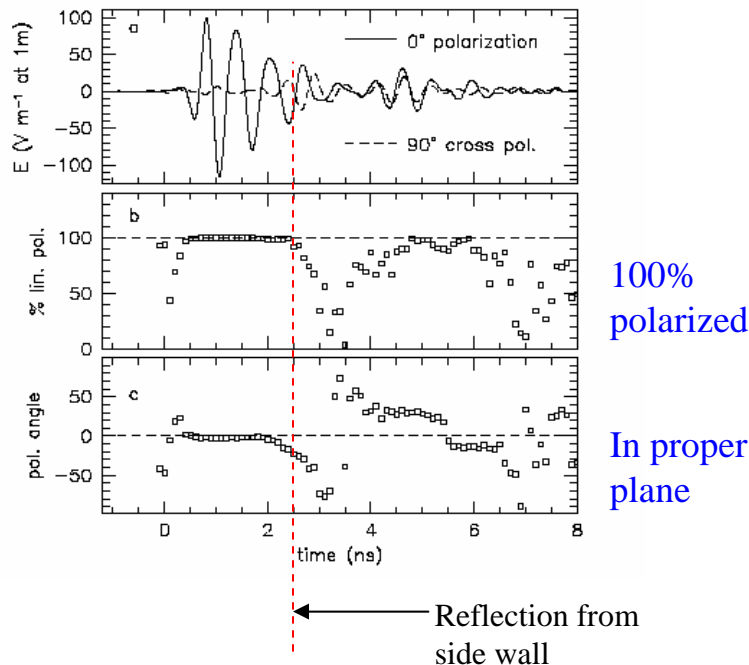 a
0° polarization
90° cross pol.
E (V m⁻¹ at 1m)
100
50
0
−50
−100
b
% lin. pol.
100
50
0
100%
polarized
c
pol. angle
50
0
−50
In proper
plane
0 2 4 6 8
time (ns)
Reflection from
side wall